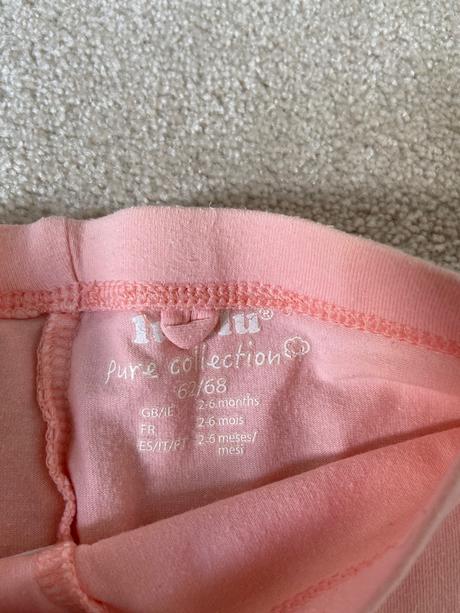 pure collection
62/68
GB/IE 2-6 months
FR 2-6 mois
ES/IT/PT 2-6 meses/
mesi